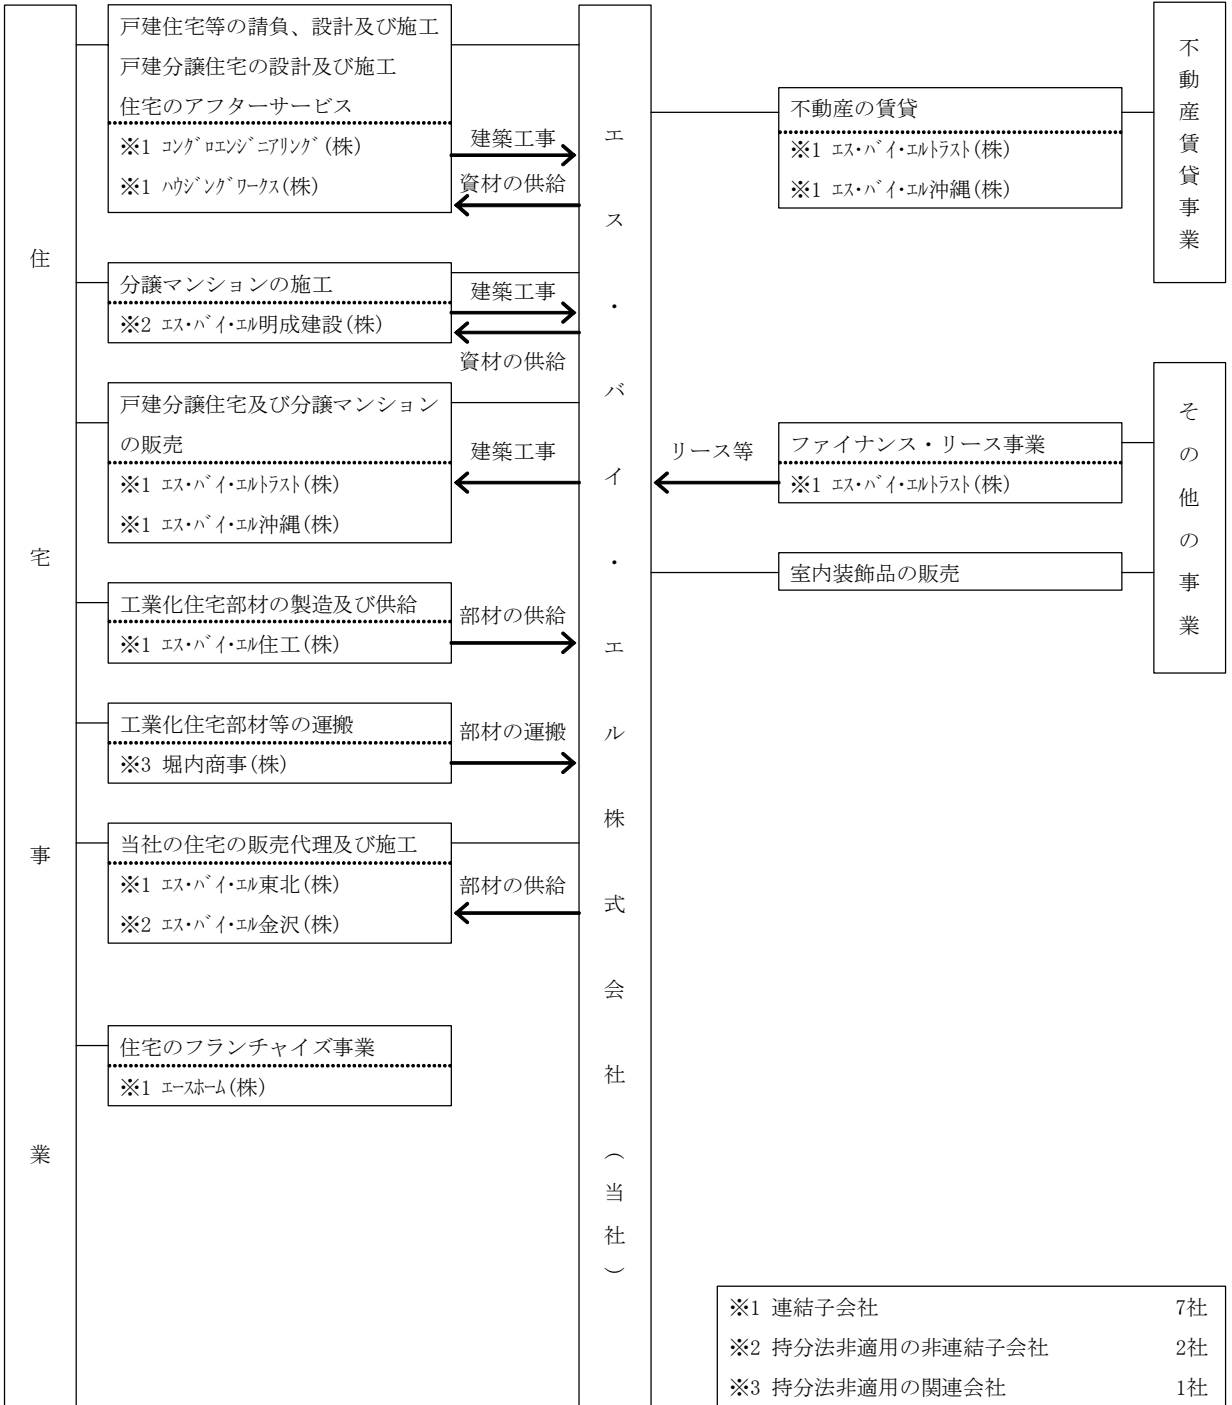 住宅事業
戸建住宅等の請負、設計及び施工
戸建分譲住宅の設計及び施工
住宅のアフターサービス
※1 ｺﾝｸﾞﾛｴﾝｼﾞﾆｱﾘﾝｸﾞ(株)
※1 ﾊｳｼﾞﾝｸﾞﾜｰｸｽ(株)
建築工事
資材の供給
分譲マンションの施工
※2 ｴｽ･ﾊﾞｲ･ｴﾙ明成建設(株)
建築工事
資材の供給
戸建分譲住宅及び分譲マンション
の販売
※1 ｴｽ･ﾊﾞｲ･ｴﾙﾄﾗｽﾄ(株)
※1 ｴｽ･ﾊﾞｲ･ｴﾙ沖縄(株)
建築工事
工業化住宅部材の製造及び供給
※1 ｴｽ･ﾊﾞｲ･ｴﾙ住工(株)
部材の供給
工業化住宅部材等の運搬
※3 堀内商事(株)
部材の運搬
当社の住宅の販売代理及び施工
※1 ｴｽ･ﾊﾞｲ･ｴﾙ東北(株)
※2 ｴｽ･ﾊﾞｲ･ｴﾙ金沢(株)
部材の供給
住宅のフランチャイズ事業
※1 ｴｰｽﾎｰﾑ(株)
エス・バイ・エル株式会社（当社）
不動産の賃貸
※1 ｴｽ･ﾊﾞｲ･ｴﾙﾄﾗｽﾄ(株)
※1 ｴｽ･ﾊﾞｲ･ｴﾙ沖縄(株)
不動産賃貸事業
リース等
ファイナンス・リース事業
※1 ｴｽ･ﾊﾞｲ･ｴﾙﾄﾗｽﾄ(株)
室内装飾品の販売
その他の事業
※1 連結子会社 7社
※2 持分法非適用の非連結子会社 2社
※3 持分法非適用の関連会社 1社